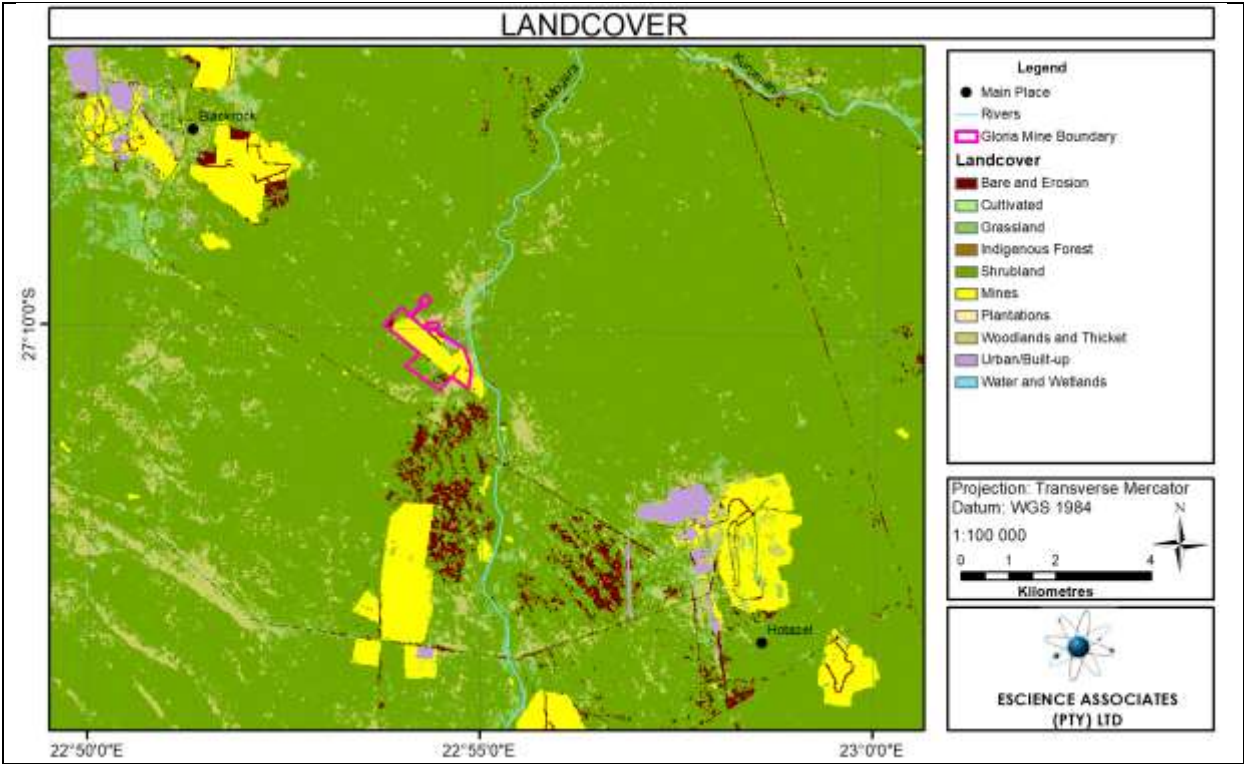 LANDCOVER
Blackrock
Ga-Mogara
Kuruman
Hotazel
27°10'0"S
22°50'0"E
22°55'0"E
23°0'0"E
Legend
Main Place
Rivers
Gloria Mine Boundary
Landcover
Bare and Erosion
Cultivated
Grassland
Indigenous Forest
Shrubland
Mines
Plantations
Woodlands and Thicket
Urban/Built-up
Water and Wetlands
Projection: Transverse Mercator
Datum: WGS 1984
N
1:100 000
0 1 2 4
Kilometres
ESCIENCE ASSOCIATES
(PTY) LTD